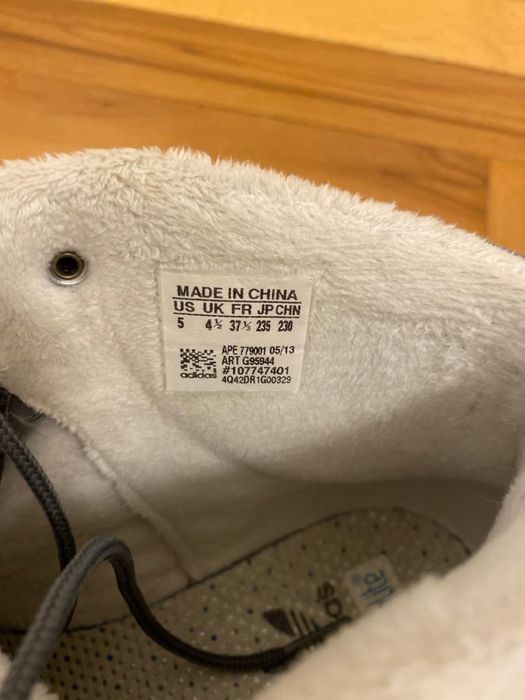 MADE IN CHINA
US UK FR JP CHN
5 4½ 37⅓ 235 230
APE 779001 05/13
ART G95944
#107747401
4Q42DR1G00329
adidas